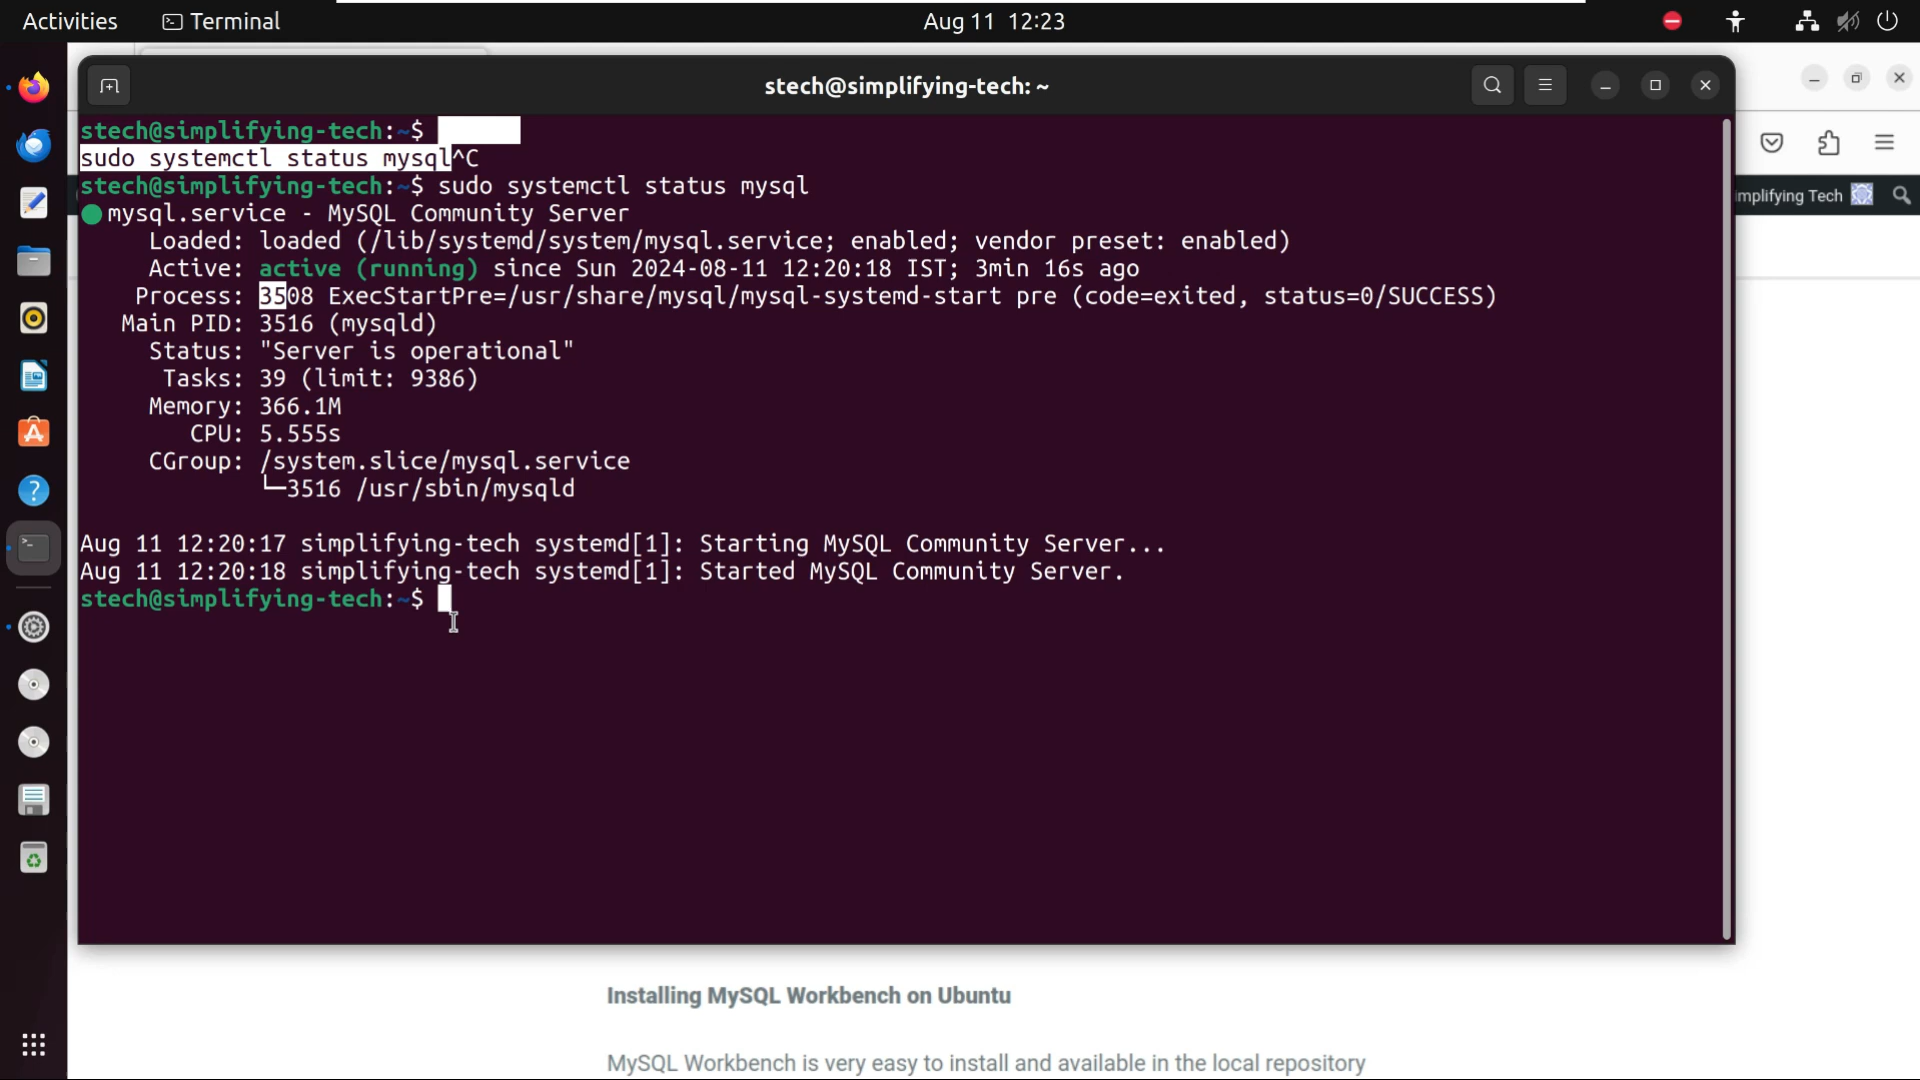 Activities Terminal Aug 11 12:23
stech@simplifying-tech: ~
stech@simplifying-tech:~$
sudo systemctl status mysql^C
stech@simplifying-tech:~$ sudo systemctl status mysql
mysql.service - MySQL Community Server
Loaded: loaded (/lib/systemd/system/mysql.service; enabled; vendor preset: enabled)
Active: active (running) since Sun 2024-08-11 12:20:18 IST; 3min 16s ago
Process: 3508 ExecStartPre=/usr/share/mysql/mysql-systemd-start pre (code=exited, status=0/SUCCESS)
Main PID: 3516 (mysqld)
Status: "Server is operational"
Tasks: 39 (limit: 9386)
Memory: 366.1M
CPU: 5.555s
CGroup: /system.slice/mysql.service
└─3516 /usr/sbin/mysqld
Aug 11 12:20:17 simplifying-tech systemd[1]: Starting MySQL Community Server...
Aug 11 12:20:18 simplifying-tech systemd[1]: Started MySQL Community Server.
stech@simplifying-tech:~$
implifying Tech
Installing MySQL Workbench on Ubuntu
MySQL Workbench is very easy to install and available in the local repository